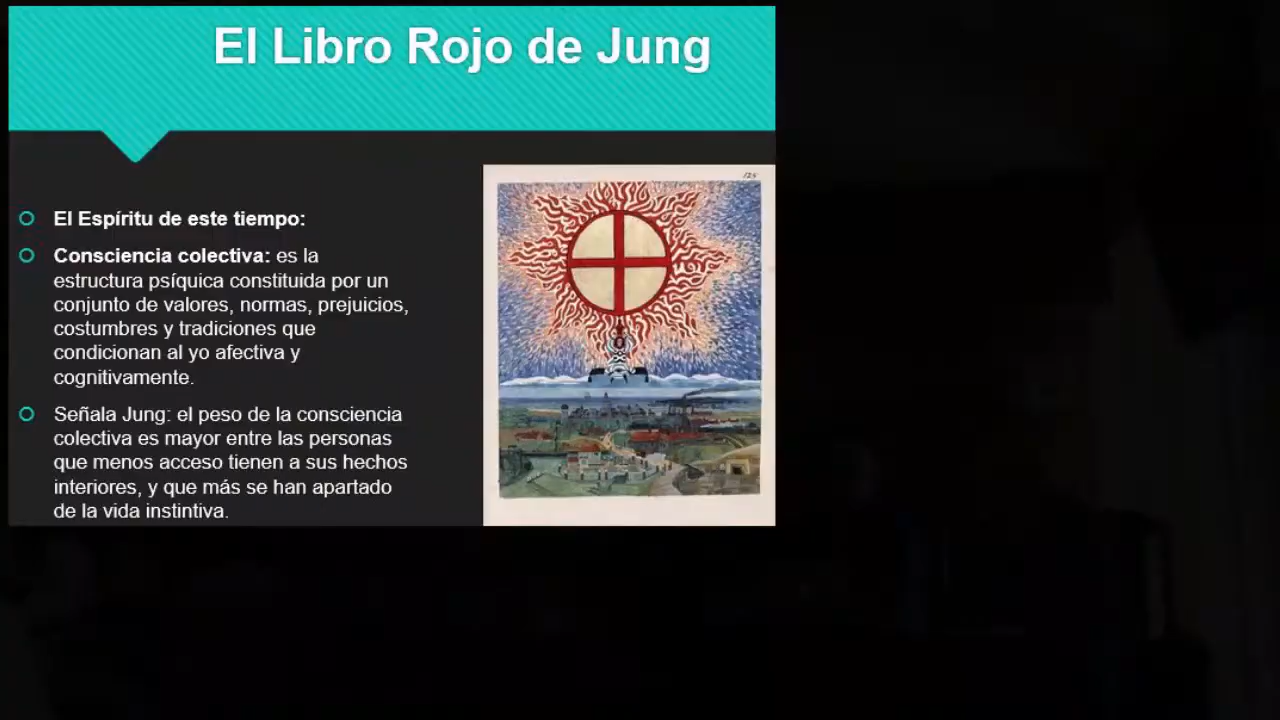 El Libro Rojo de Jung
125
El Espíritu de este tiempo:
Consciencia colectiva: es la
estructura psíquica constituida por un
conjunto de valores, normas, prejuicios,
costumbres y tradiciones que
condicionan al yo afectiva y
cognitivamente.
Señala Jung: el peso de la consciencia
colectiva es mayor entre las personas
que menos acceso tienen a sus hechos
interiores, y que más se han apartado
de la vida instintiva.